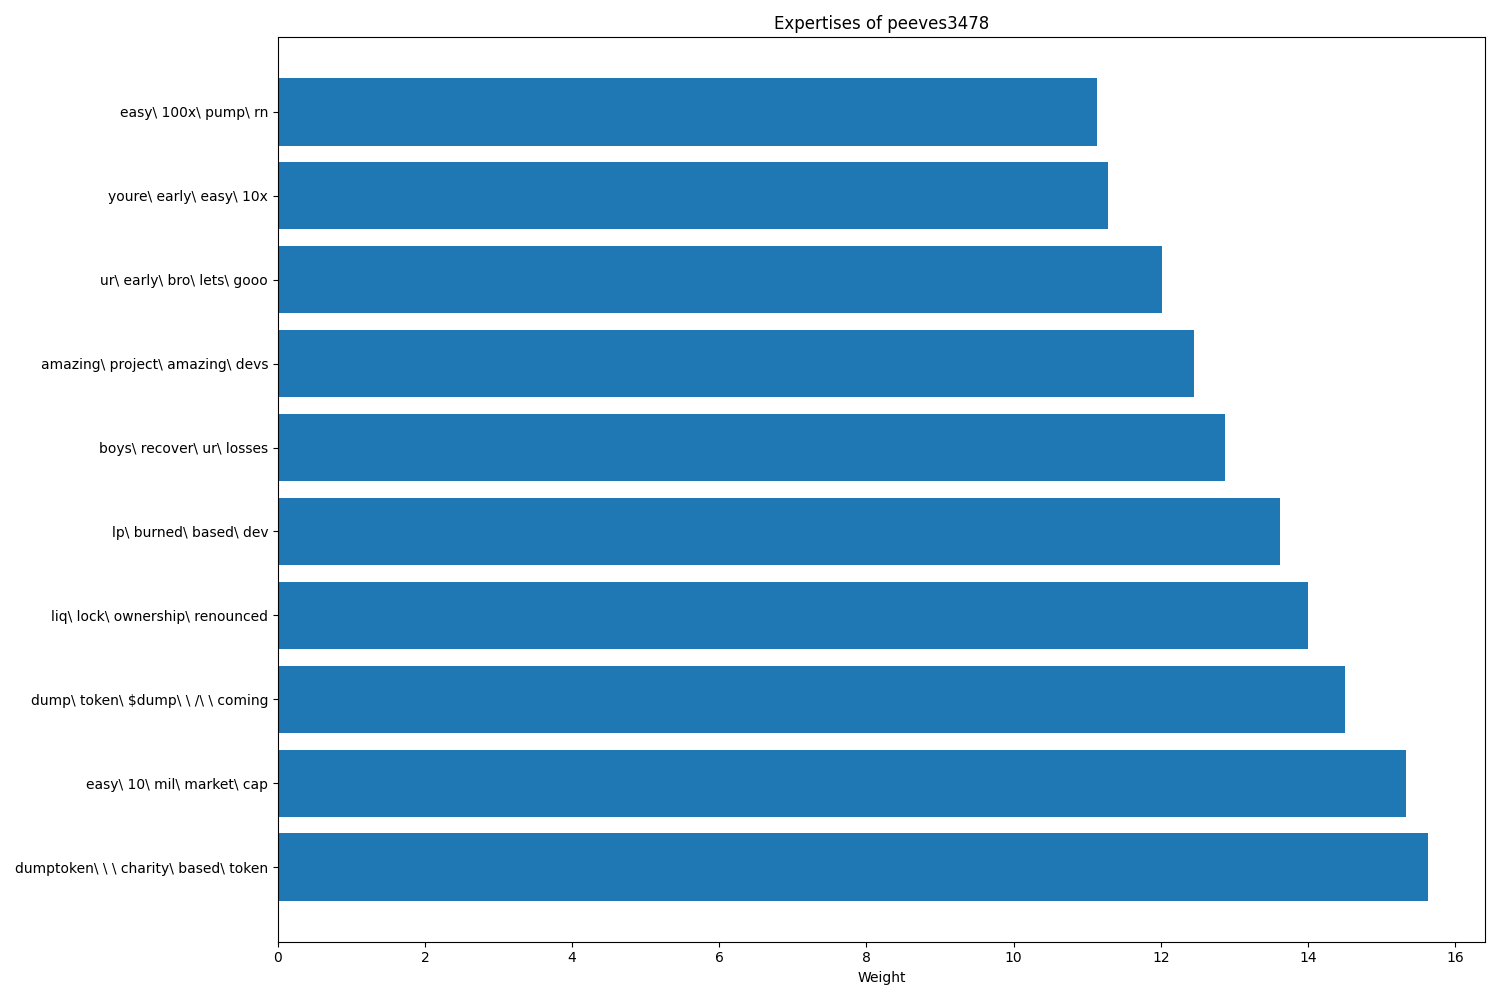 Expertises of peeves3478
easy\ 100x\ pump\ rn
youre\ early\ easy\ 10x
ur\ early\ bro\ lets\ gooo
amazing\ project\ amazing\ devs
boys\ recover\ ur\ losses
lp\ burned\ based\ dev
liq\ lock\ ownership\ renounced
dump\ token\ $dump\ \ /\ \ coming
easy\ 10\ mil\ market\ cap
dumptoken\ \ \ charity\ based\ token
0 2 4 6 8 10 12 14 16
Weight